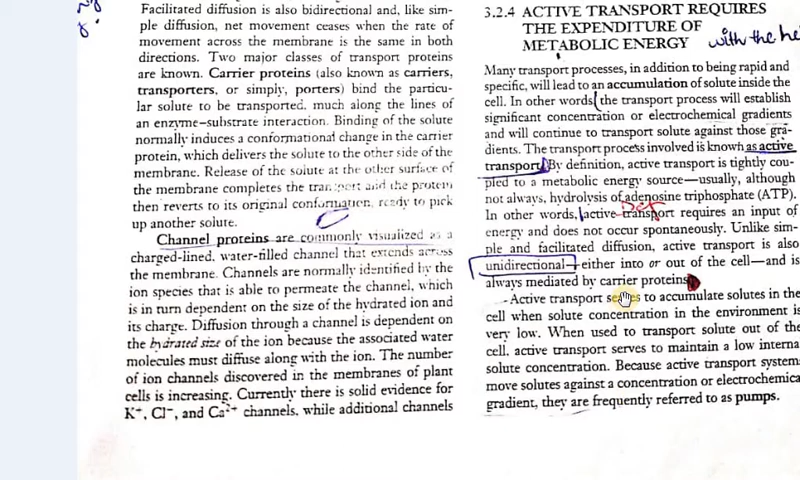 Facilitated diffusion is also bidirectional and, like sim-
ple diffusion, net movement ceases when the rate of
movement across the membrane is the same in both
directions. Two major classes of transport proteins
are known. Carrier proteins (also known as carriers,
transporters, or simply, porters) bind the particu-
lar solute to be transported, much along the lines of
an enzyme-substrate interaction. Binding of the solute
normally induces a conformational change in the carrier
protein, which delivers the solute to the other side of the
membrane. Release of the solute at the other surface of
the membrane completes the transport and the protein
then reverts to its original conformation, ready to pick
up another solute.
Channel proteins are commonly visualized as a
charged-lined, water-filled channel that extends across
the membrane. Channels are normally identified by the
ion species that is able to permeate the channel, which
is in turn dependent on the size of the hydrated ion and
its charge. Diffusion through a channel is dependent on
the hydrated size of the ion because the associated water
molecules must diffuse along with the ion. The number
of ion channels discovered in the membranes of plant
cells is increasing. Currently there is solid evidence for
K⁺, Cl⁻, and Ca²⁺ channels, while additional channels
3.2.4 ACTIVE TRANSPORT REQUIRES
THE EXPENDITURE OF
METABOLIC ENERGY with the he
Many transport processes, in addition to being rapid and
specific, will lead to an accumulation of solute inside the
cell. In other words, the transport process will establish
significant concentration or electrochemical gradients
and will continue to transport solute against those gra-
dients. The transport process involved is known as active
transport. By definition, active transport is tightly cou-
pled to a metabolic energy source—usually, although
not always, hydrolysis of adenosine triphosphate (ATP).
Def
In other words, active transport requires an input of
energy and does not occur spontaneously. Unlike sim-
ple and facilitated diffusion, active transport is also
unidirectional—either into or out of the cell—and is
always mediated by carrier proteins.
Active transport serves to accumulate solutes in the
cell when solute concentration in the environment is
very low. When used to transport solute out of the
cell, active transport serves to maintain a low interna
solute concentration. Because active transport system
move solutes against a concentration or electrochemica
gradient, they are frequently referred to as pumps.